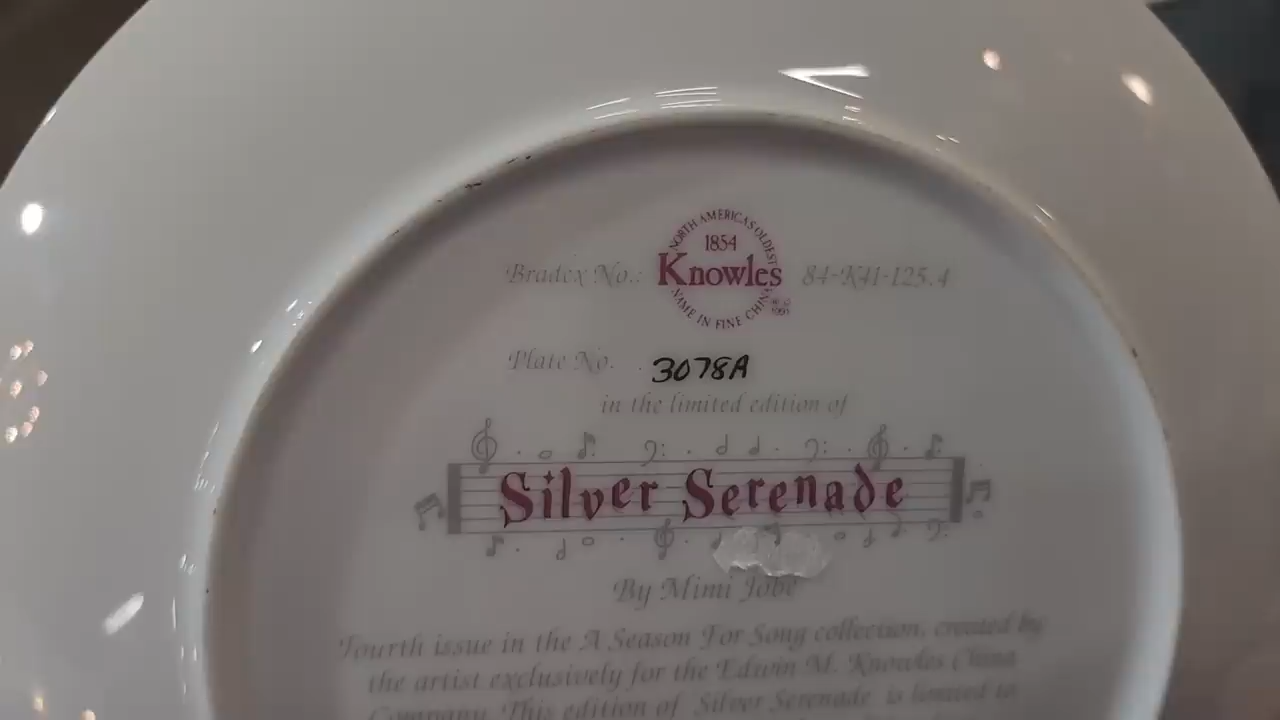 NORTH AMERICA'S OLDEST
1854
Bradex No.: Knowles 84-K41-125.4
NAME IN FINE CHINA
Plate No. 3078A
in the limited edition of
Silver Serenade
By Mimi Jobe
Fourth issue in the A Season For Song collection, created by
the artist exclusively for the Edwin M. Knowles China
Company. This edition of Silver Serenade is limited to